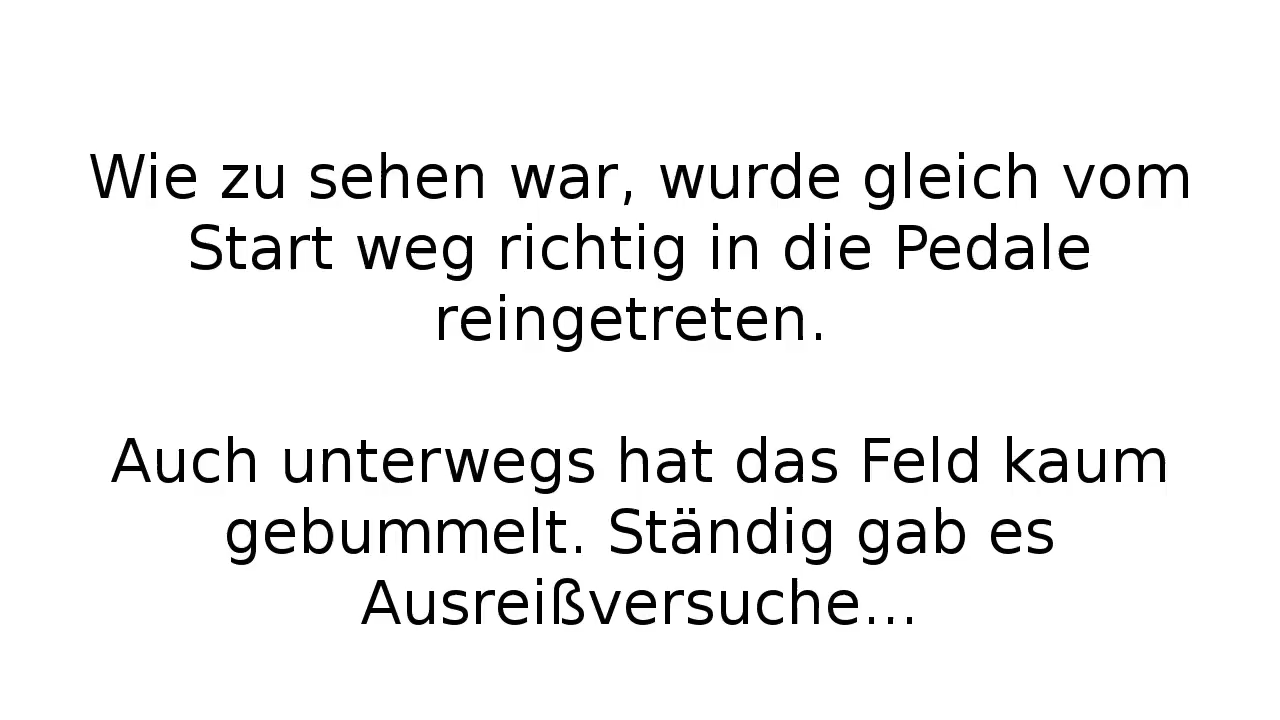 Wie zu sehen war, wurde gleich vom
Start weg richtig in die Pedale
reingetreten.
Auch unterwegs hat das Feld kaum
gebummelt. Ständig gab es
Ausreißversuche...